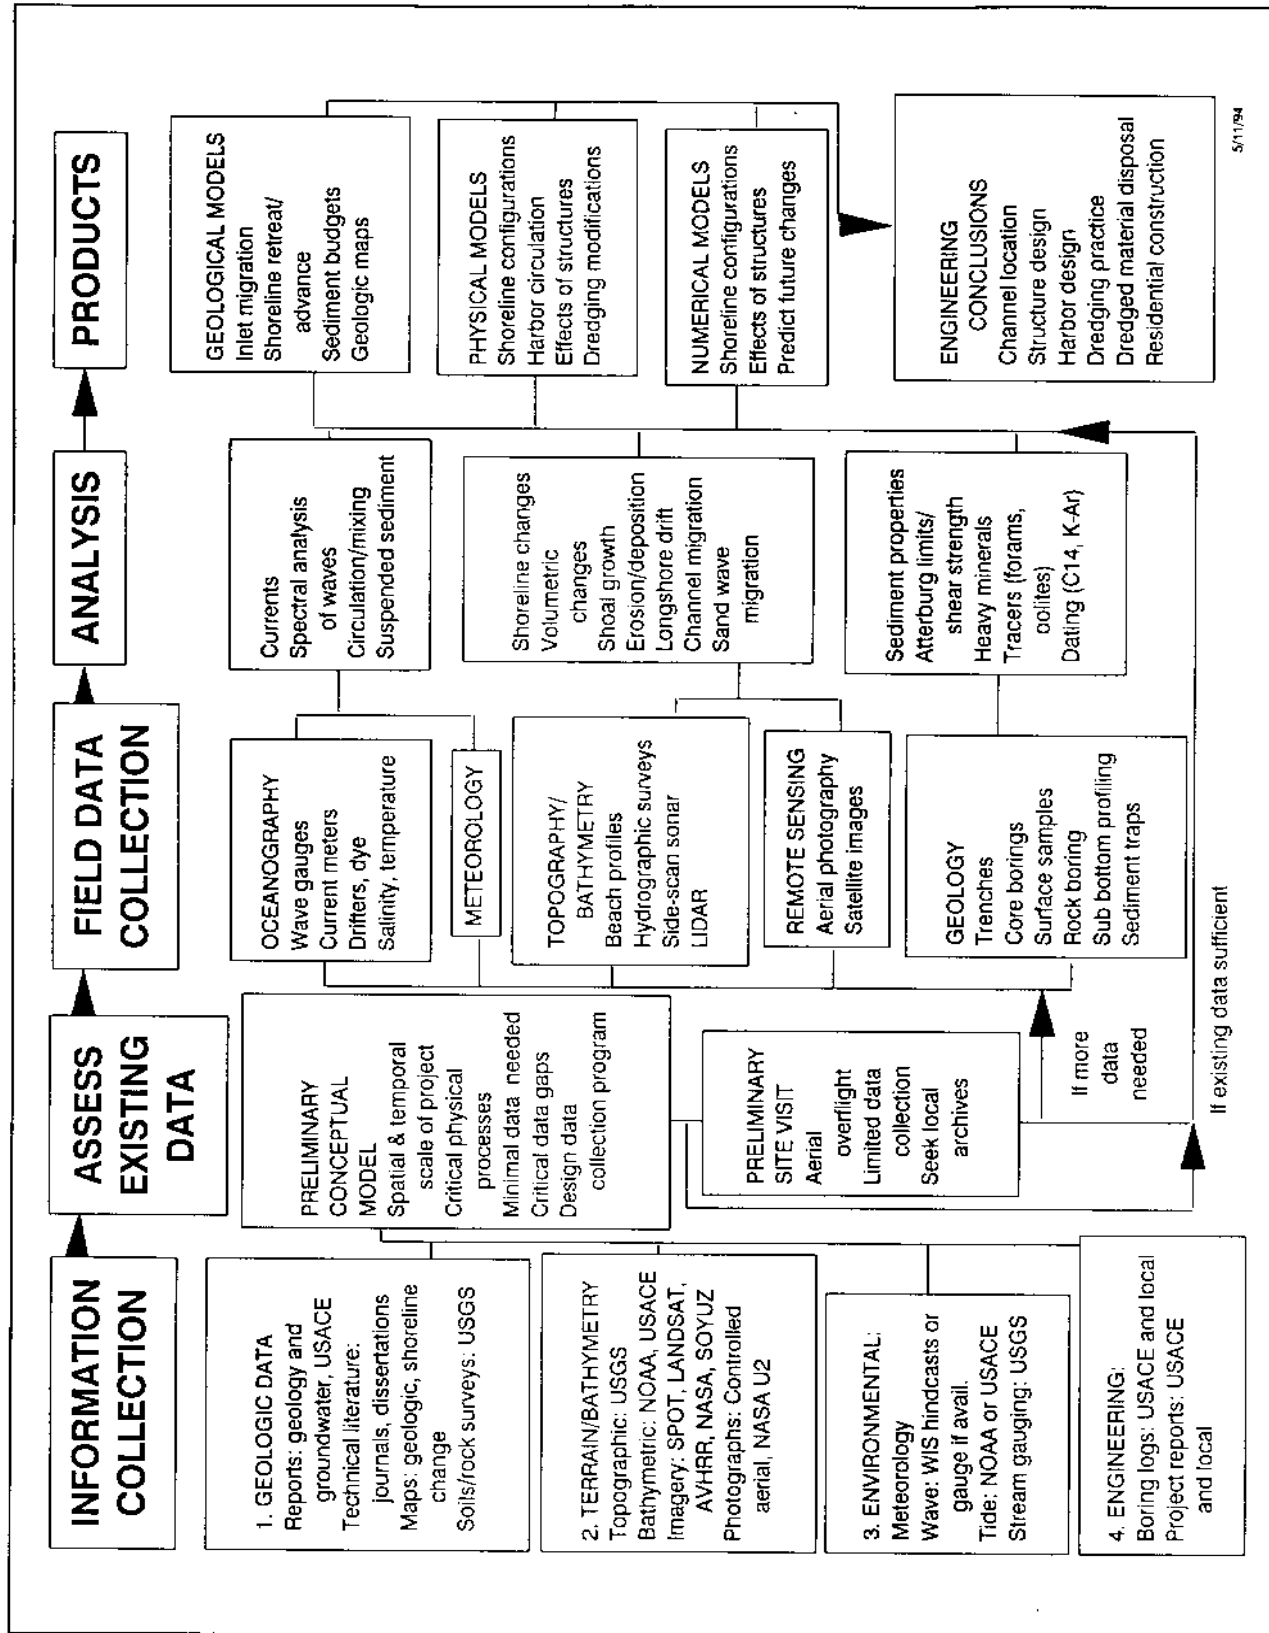 INFORMATION
COLLECTION
ASSESS
EXISTING
DATA
FIELD DATA
COLLECTION
ANALYSIS
PRODUCTS
1. GEOLOGIC DATA
Reports: geology and
groundwater, USACE
Technical literature:
journals, dissertations
Maps: geologic, shoreline
change
Soils/rock surveys: USGS
2. TERRAIN/BATHYMETRY
Topographic: USGS
Bathymetric: NOAA, USACE
Imagery: SPOT, LANDSAT,
AVHRR, NASA, SOYUZ
Photographs: Controlled
aerial, NASA U2
3. ENVIRONMENTAL:
Meteorology
Wave: WIS hindcasts or
gauge if avail.
Tide: NOAA or USACE
Stream gauging: USGS
4. ENGINEERING:
Boring logs: USACE and local
Project reports: USACE
and local
PRELIMINARY
CONCEPTUAL
MODEL
Spatial & temporal
scale of project
Critical physical
processes
Minimal data needed
Critical data gaps
Design data
collection program
PRELIMINARY
SITE VISIT
Aerial
overflight
Limited data
collection
Seek local
archives
If more
data
needed
If existing data sufficient
OCEANOGRAPHY
Wave gauges
Current meters
Drifters, dye
Salinity, temperature
METEOROLOGY
TOPOGRAPHY/
BATHYMETRY
Beach profiles
Hydrographic surveys
Side-scan sonar
LIDAR
REMOTE SENSING
Aerial photography
Satellite images
GEOLOGY
Trenches
Core borings
Surface samples
Rock boring
Sub bottom profiling
Sediment traps
Currents
Spectral analysis
of waves
Circulation/mixing
Suspended sediment
Shoreline changes
Volumetric
changes
Shoal growth
Erosion/deposition
Longshore drift
Channel migration
Sand wave
migration
Sediment properties
Atterburg limits/
shear strength
Heavy minerals
Tracers (forams,
oolites)
Dating (C14, K-Ar)
GEOLOGICAL MODELS
Inlet migration
Shoreline retreat/
advance
Sediment budgets
Geologic maps
PHYSICAL MODELS
Shoreline configurations
Harbor circulation
Effects of structures
Dredging modifications
NUMERICAL MODELS
Shoreline configurations
Effects of structures
Predict future changes
ENGINEERING
CONCLUSIONS
Channel location
Structure design
Harbor design
Dredging practice
Dredged material disposal
Residential construction
5/11/94